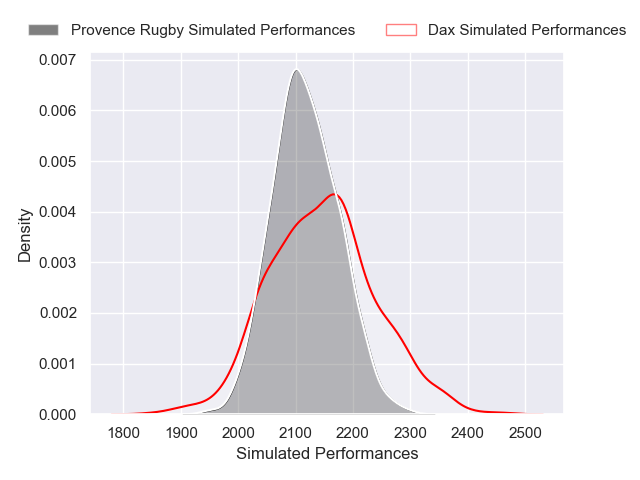 Provence Rugby Simulated Performances Dax Simulated Performances
0.007
0.006
0.005
0.004
0.003
0.002
0.001
0.000
Density
1800 1900 2000 2100 2200 2300 2400 2500
Simulated Performances